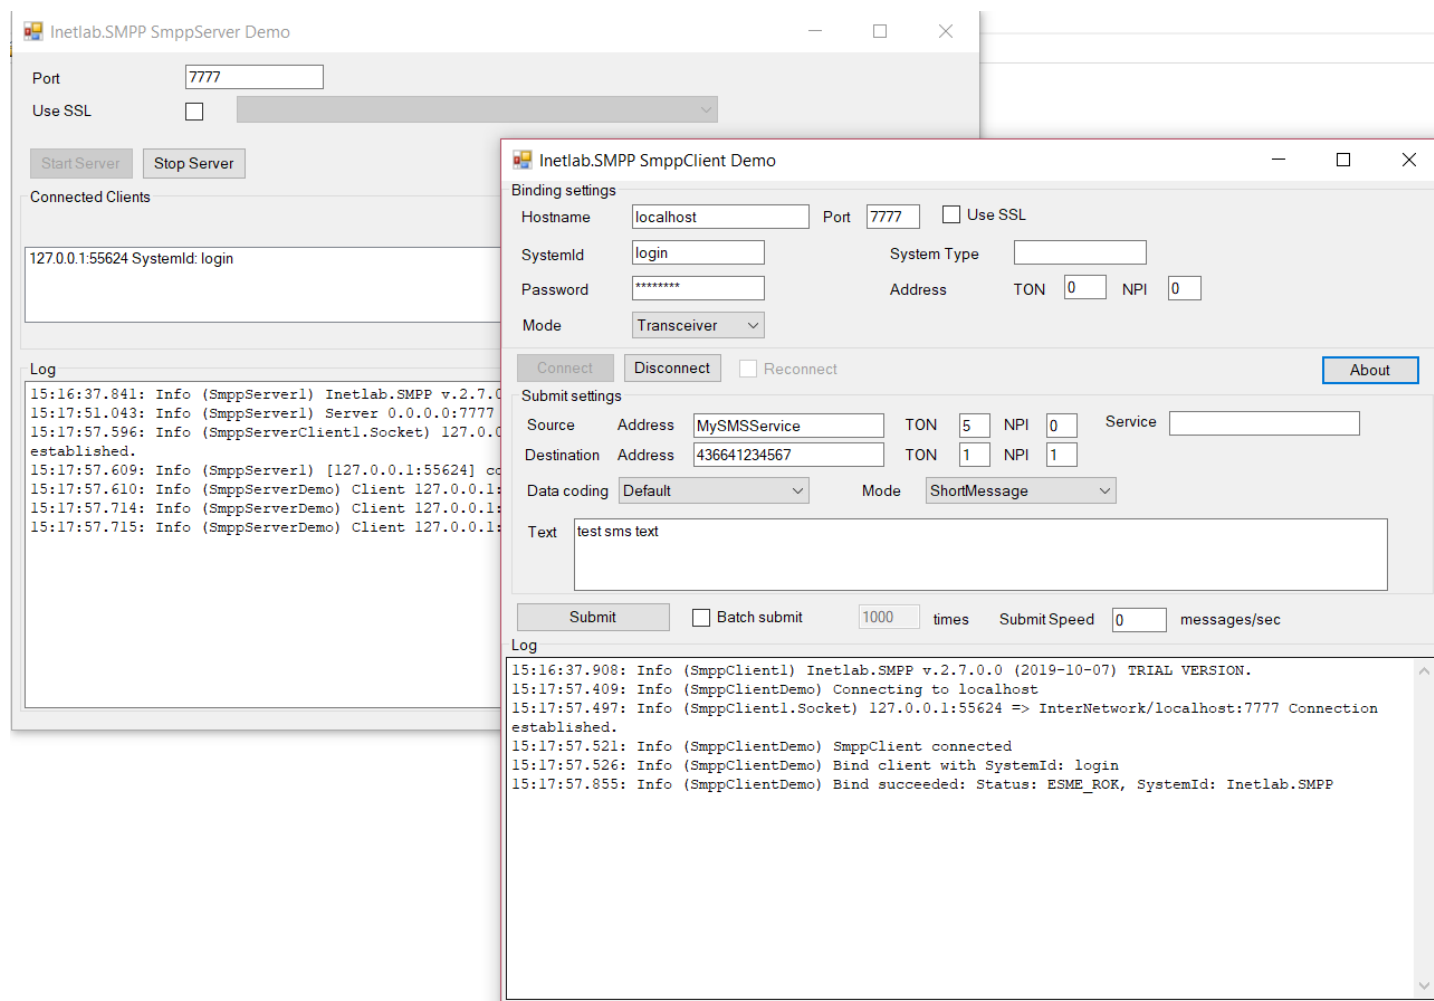 Inetlab.SMPP SmppServer Demo
Port 7777
Use SSL
Start Server Stop Server
Connected Clients
127.0.0.1:55624 SystemId: login
Log
15:16:37.841: Info (SmppServer1) Inetlab.SMPP v.2.7.0
15:17:51.043: Info (SmppServer1) Server 0.0.0.0:7777
15:17:57.596: Info (SmppServerClient1.Socket) 127.0.0
established.
15:17:57.609: Info (SmppServer1) [127.0.0.1:55624] co
15:17:57.610: Info (SmppServerDemo) Client 127.0.0.1:
15:17:57.714: Info (SmppServerDemo) Client 127.0.0.1:
15:17:57.715: Info (SmppServerDemo) Client 127.0.0.1:
Inetlab.SMPP SmppClient Demo
Binding settings
Hostname localhost Port 7777 Use SSL
SystemId login System Type
Password ******** Address TON 0 NPI 0
Mode Transceiver
Connect Disconnect Reconnect About
Submit settings
Source Address MySMSService TON 5 NPI 0 Service
Destination Address 436641234567 TON 1 NPI 1
Data coding Default Mode ShortMessage
Text test sms text
Submit Batch submit 1000 times Submit Speed 0 messages/sec
Log
15:16:37.908: Info (SmppClient1) Inetlab.SMPP v.2.7.0.0 (2019-10-07) TRIAL VERSION.
15:17:57.409: Info (SmppClientDemo) Connecting to localhost
15:17:57.497: Info (SmppClient1.Socket) 127.0.0.1:55624 => InterNetwork/localhost:7777 Connection
established.
15:17:57.521: Info (SmppClientDemo) SmppClient connected
15:17:57.526: Info (SmppClientDemo) Bind client with SystemId: login
15:17:57.855: Info (SmppClientDemo) Bind succeeded: Status: ESME_ROK, SystemId: Inetlab.SMPP